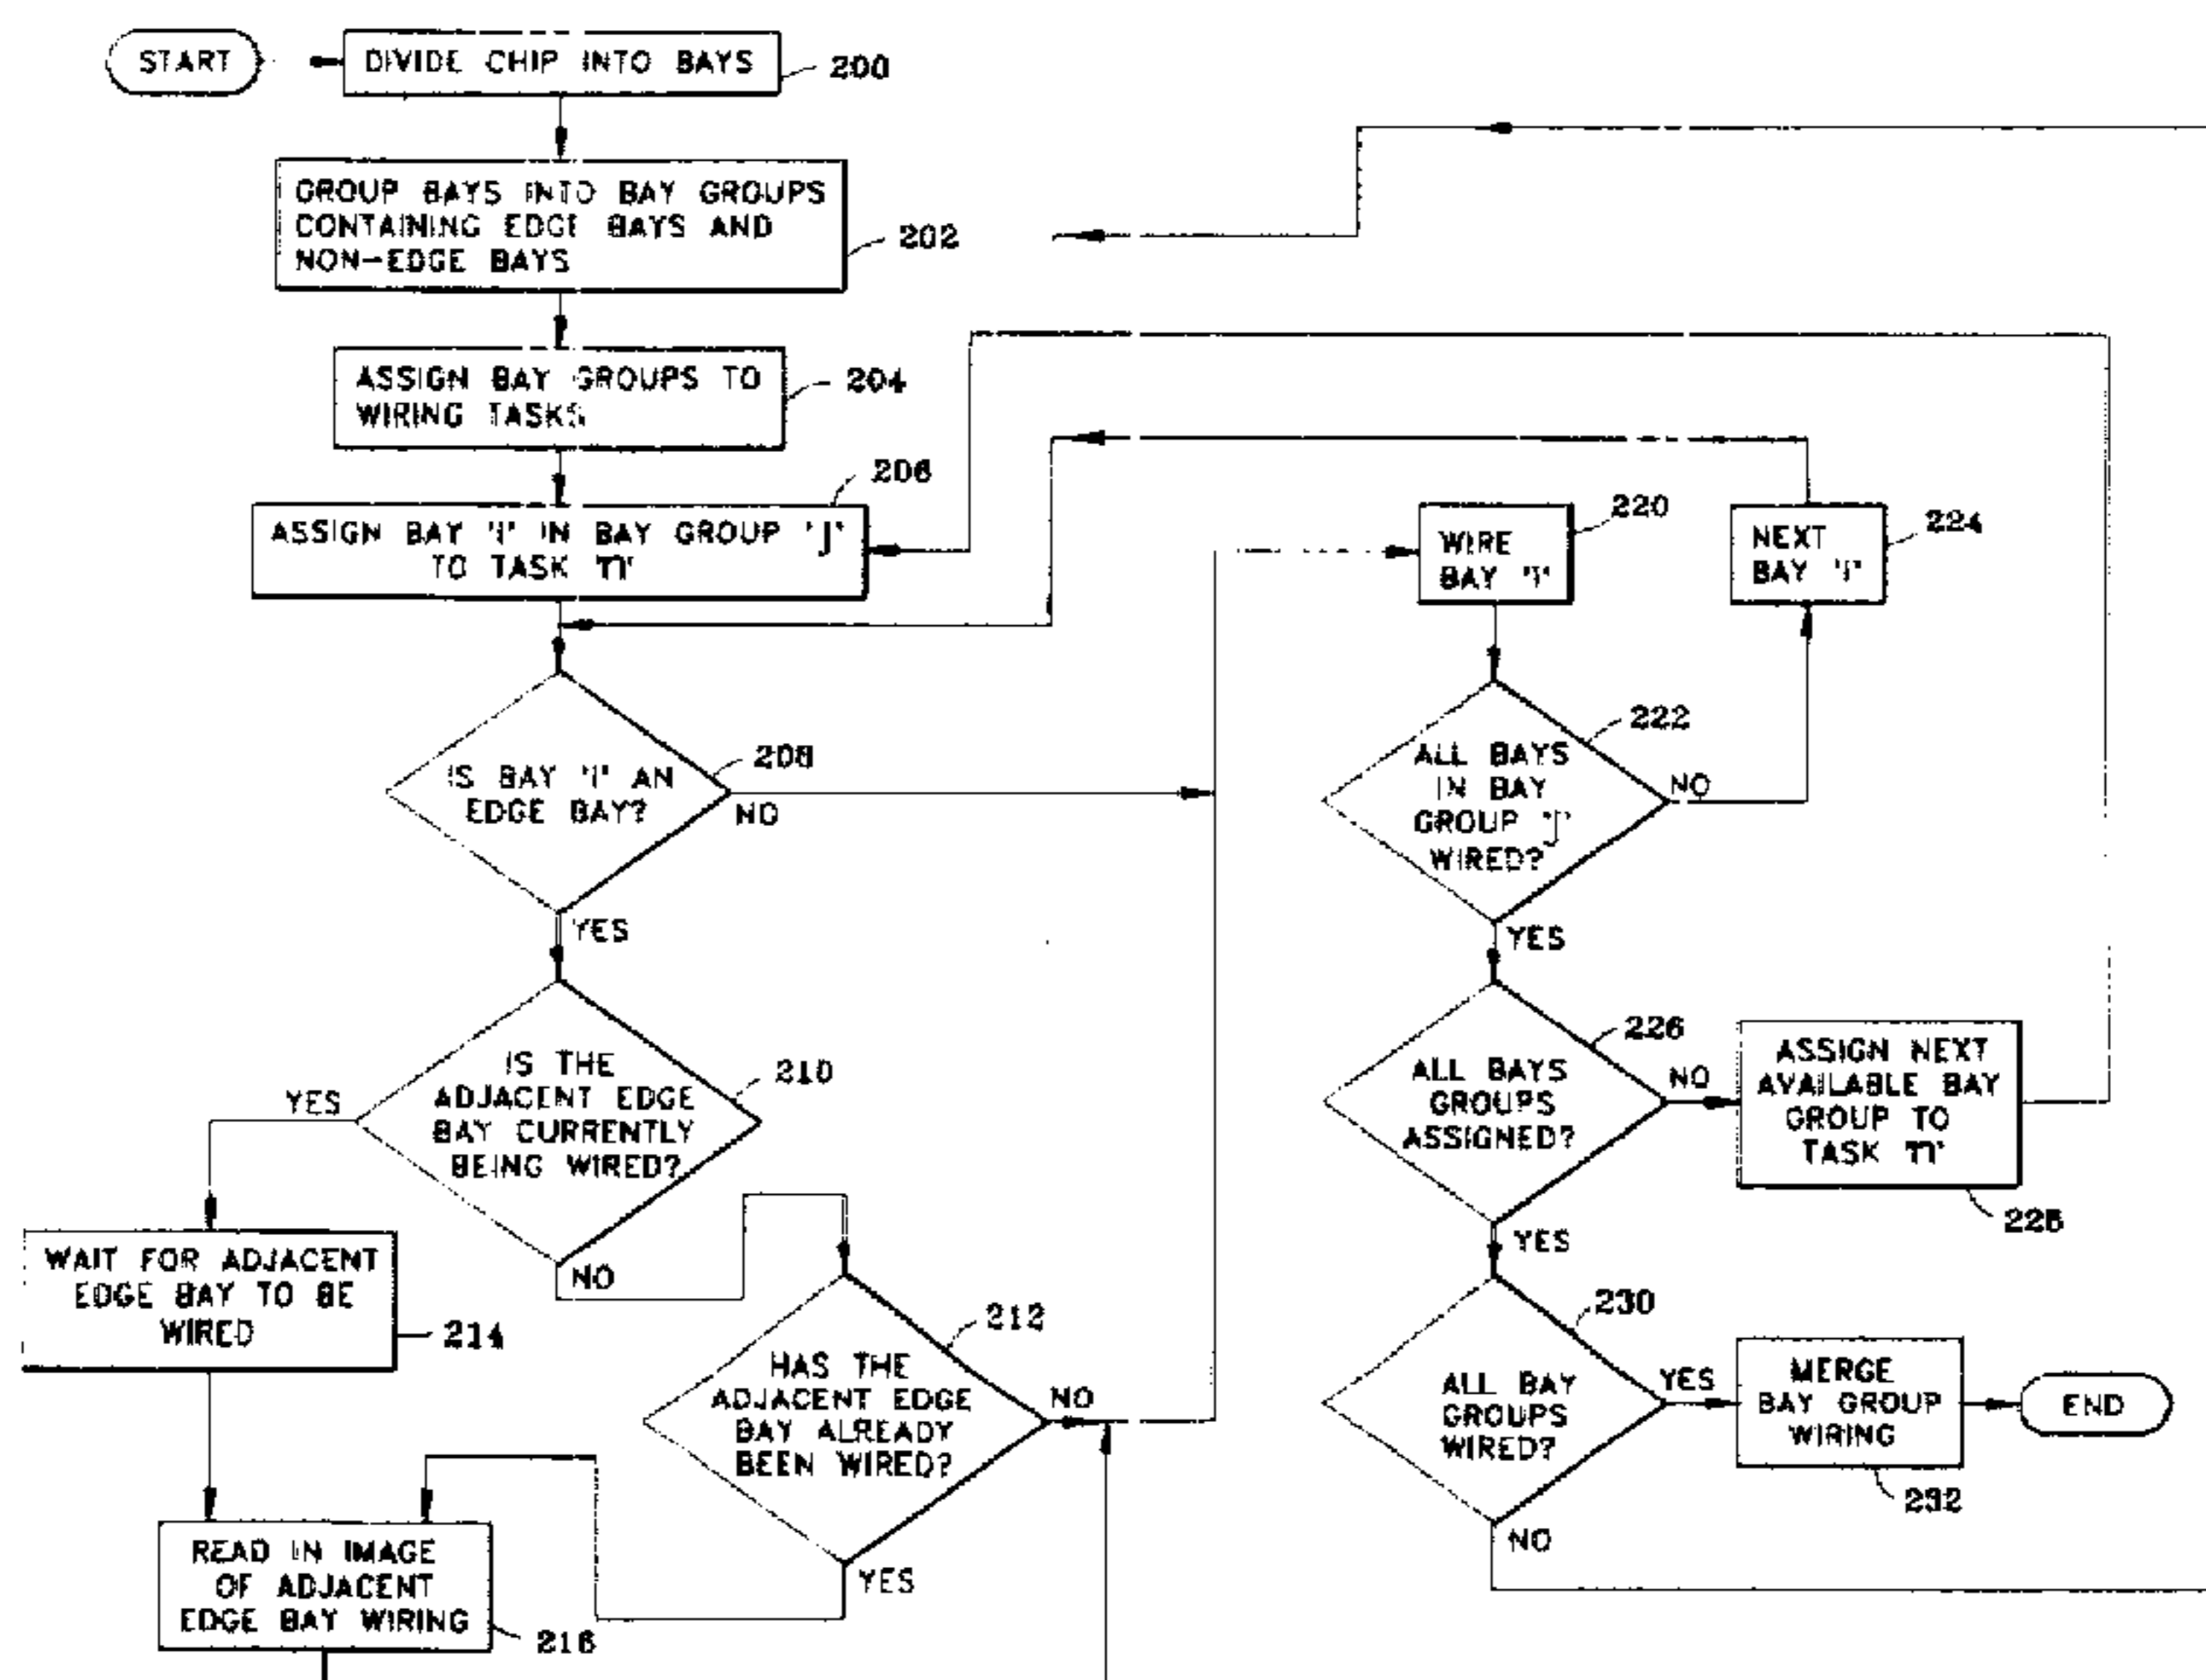 START
DIVIDE CHIP INTO BAYS
200
GROUP BAYS INTO BAY GROUPS
CONTAINING EDGE BAYS AND
NON-EDGE BAYS
202
ASSIGN BAY GROUPS TO
WIRING TASKS
204
206
ASSIGN BAY "I" IN BAY GROUP "J"
TO TASK "n"
IS BAY "I" AN
EDGE BAY?
208
NO
YES
IS THE
ADJACENT EDGE
BAY CURRENTLY
BEING WIRED?
210
YES
NO
WAIT FOR ADJACENT
EDGE BAY TO BE
WIRED
214
HAS THE
ADJACENT EDGE
BAY ALREADY
BEEN WIRED?
212
NO
YES
READ IN IMAGE
OF ADJACENT
EDGE BAY WIRING
216
WIRE
BAY "I"
220
NEXT
BAY "I"
224
ALL BAYS
IN BAY
GROUP "J"
WIRED?
222
NO
YES
ALL BAYS
GROUPS
ASSIGNED?
226
NO
YES
ASSIGN NEXT
AVAILABLE BAY
GROUP TO
TASK "n"
228
ALL BAY
GROUPS
WIRED?
230
YES
NO
MERGE
BAY GROUP
WIRING
232
END